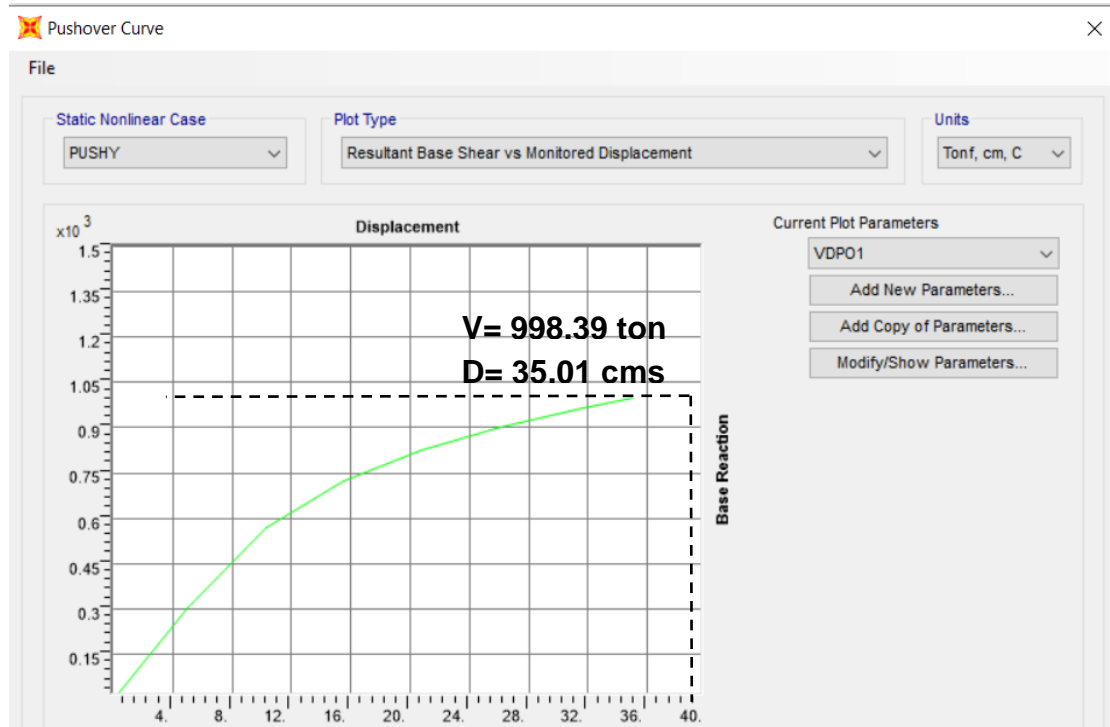 Pushover Curve
File
Static Nonlinear Case
PUSHY
Plot Type
Resultant Base Shear vs Monitored Displacement
Units
Tonf, cm, C
x10 3
Displacement
1.5
1.35
1.2
1.05
0.9
0.75
0.6
0.45
0.3
0.15
V= 998.39 ton
D= 35.01 cms
4. 8. 12. 16. 20. 24. 28. 32. 36. 40.
Base Reaction
Current Plot Parameters
VDPO1
Add New Parameters...
Add Copy of Parameters...
Modify/Show Parameters...